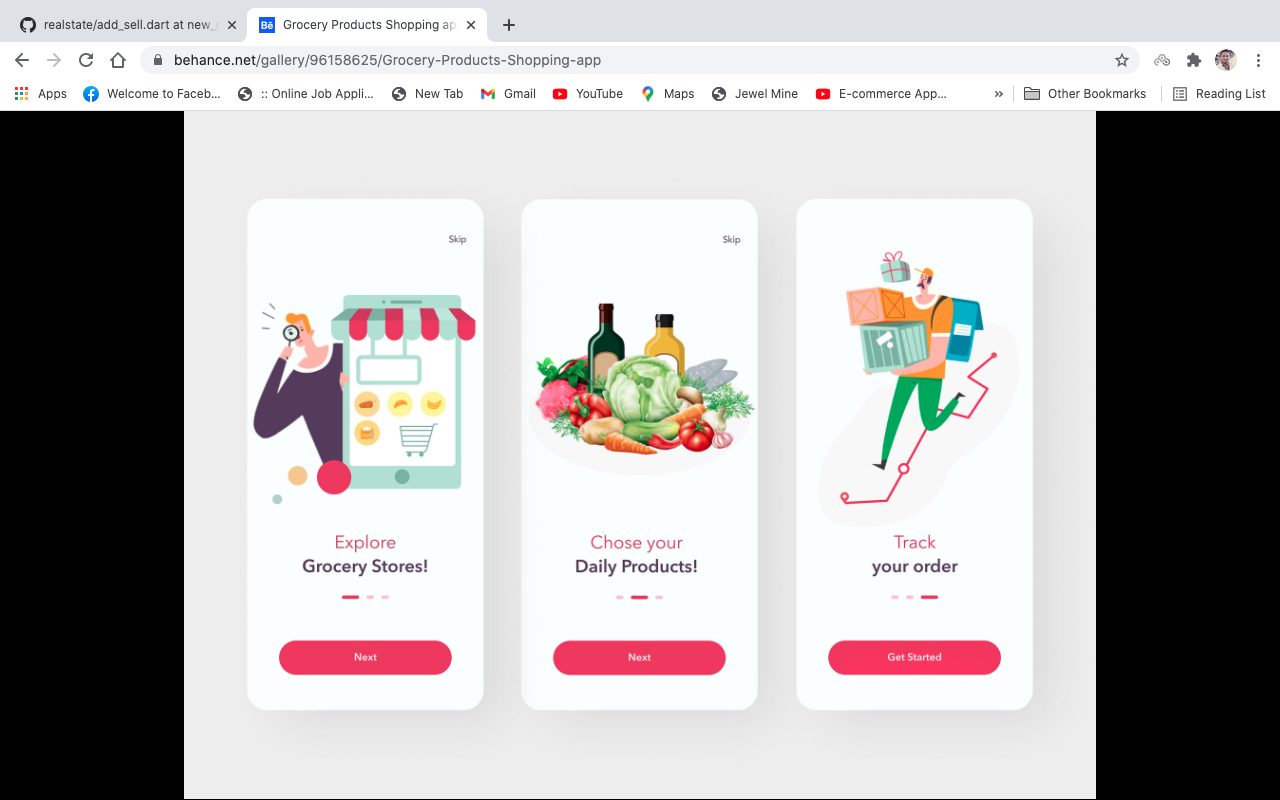 realstate/add_sell.dart at new_
Bē Grocery Products Shopping ap
behance.net/gallery/96158625/Grocery-Products-Shopping-app
Apps Welcome to Faceb... :: Online Job Appli... New Tab Gmail YouTube Maps Jewel Mine E-commerce App... » Other Bookmarks Reading List
Skip
Explore
Grocery Stores!
Next
Skip
Chose your
Daily Products!
Next
Track
your order
Get Started